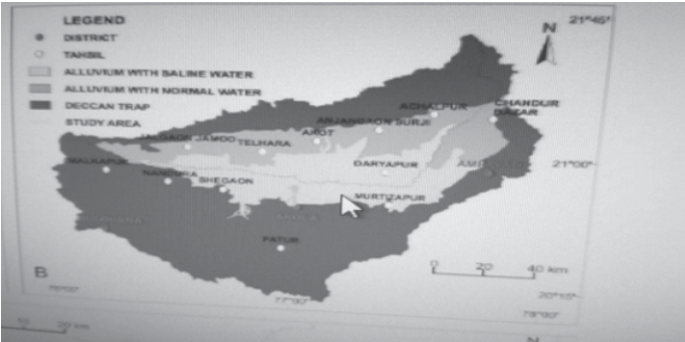 LEGEND
DISTRICT
TAHSIL
ALLUVIUM WITH SALINE WATER
ALLUVIUM WITH NORMAL WATER
DECCAN TRAP
STUDY AREA
N
21°45'
ACHALPUR
CHANDUR
BAZAR
ANJANGAON SURJI
AKOT
JALGAON JAMOD
TELHARA
MALKAPUR
NANDURA
SHEGAON
DARYAPUR
21°00'
MURTIZAPUR
PATUR
B
0 20 40 km
77°00'
20°15'
20 km
N